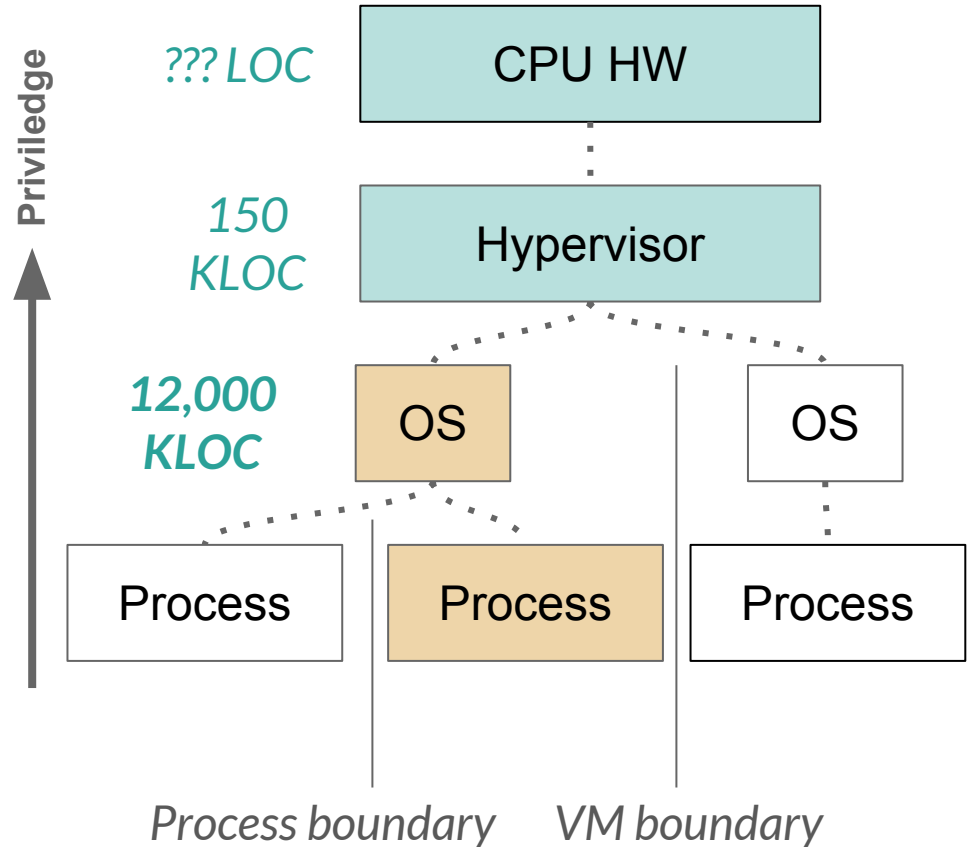 Priviledge
??? LOC
CPU HW
150
KLOC
Hypervisor
12,000
KLOC
OS
OS
Process
Process
Process
Process boundary
VM boundary